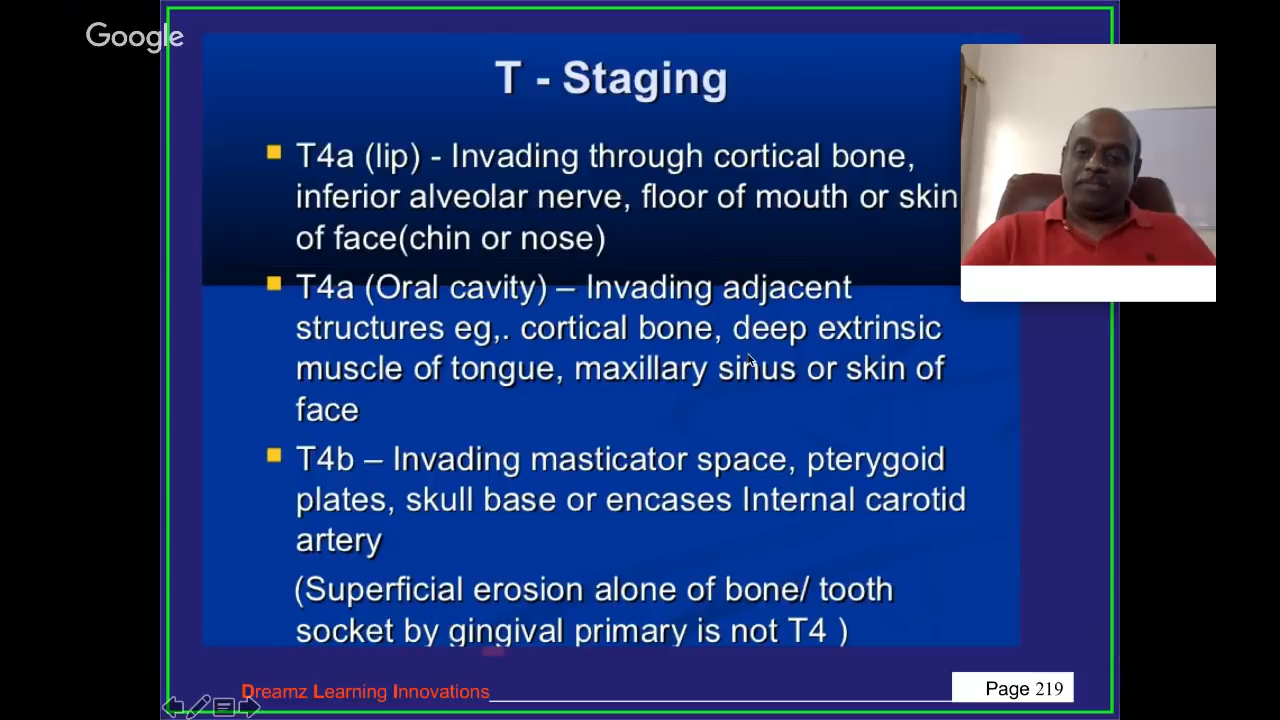 Google
T - Staging
T4a (lip) - Invading through cortical bone,
inferior alveolar nerve, floor of mouth or skin
of face(chin or nose)
T4a (Oral cavity) – Invading adjacent
structures eg,. cortical bone, deep extrinsic
muscle of tongue, maxillary sinus or skin of
face
T4b – Invading masticator space, pterygoid
plates, skull base or encases Internal carotid
artery
(Superficial erosion alone of bone/ tooth
socket by gingival primary is not T4 )
Dreamz Learning Innovations
Page 219